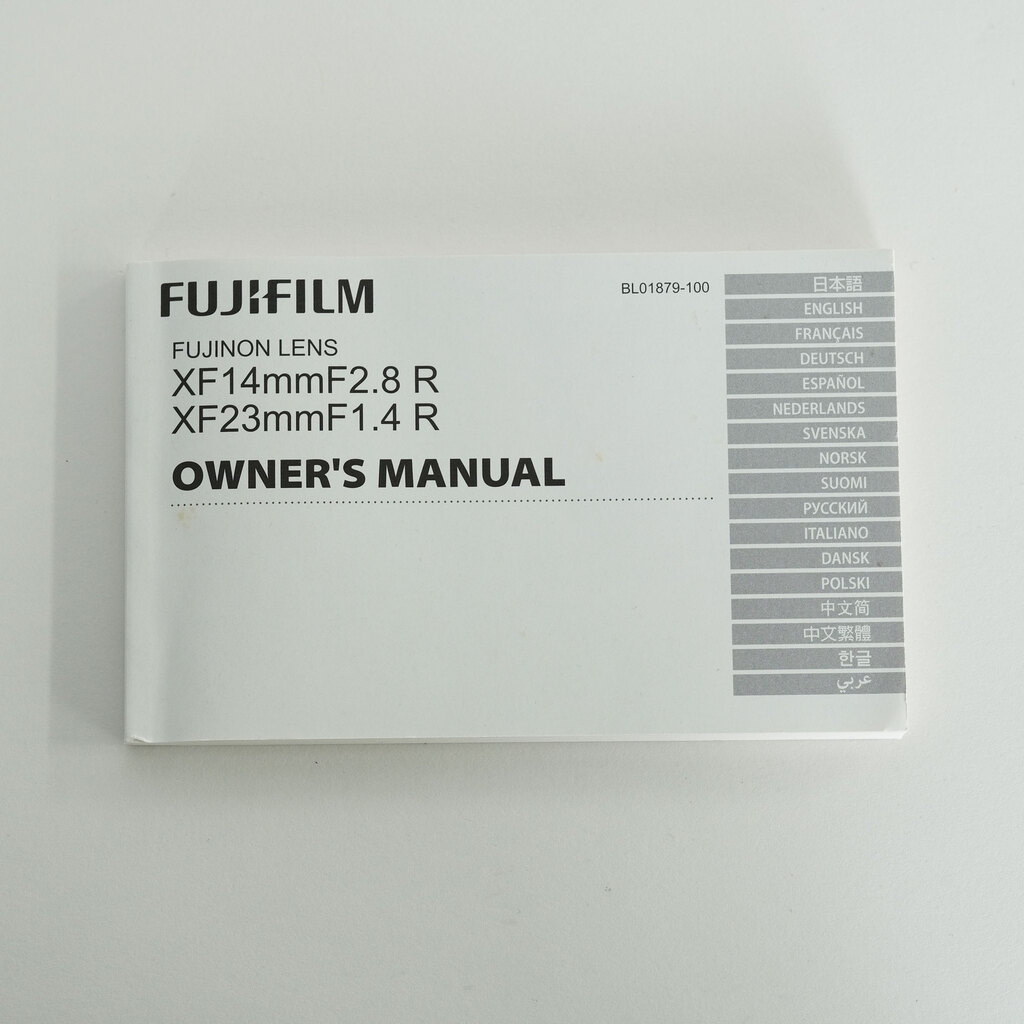 FUJIFILM
FUJINON LENS
XF14mmF2.8 R
XF23mmF1.4 R
OWNER'S MANUAL
BL01879-100
日本語
ENGLISH
FRANÇAIS
DEUTSCH
ESPAÑOL
NEDERLANDS
SVENSKA
NORSK
SUOMI
РУССКИЙ
ITALIANO
DANSK
POLSKI
中文简
中文繁體
한글
عربي